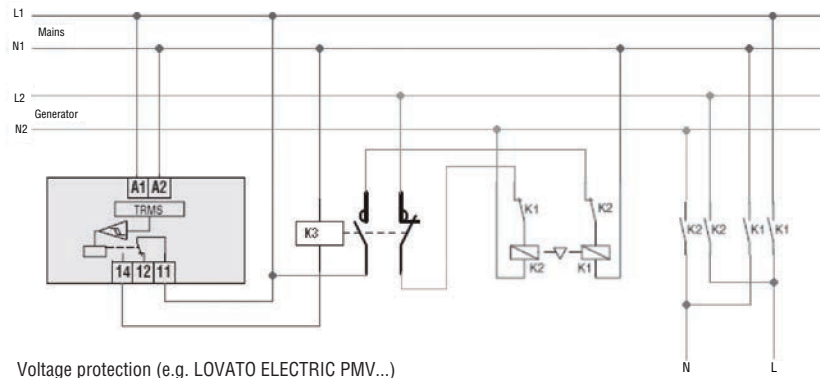 L1
Mains
N1
L2
Generator
N2
A1 A2
TRMS
14 12 11
K3
K1 K2
K2 K1
K2 K2 K1 K1
N L
Voltage protection (e.g. LOVATO ELECTRIC PMV...)